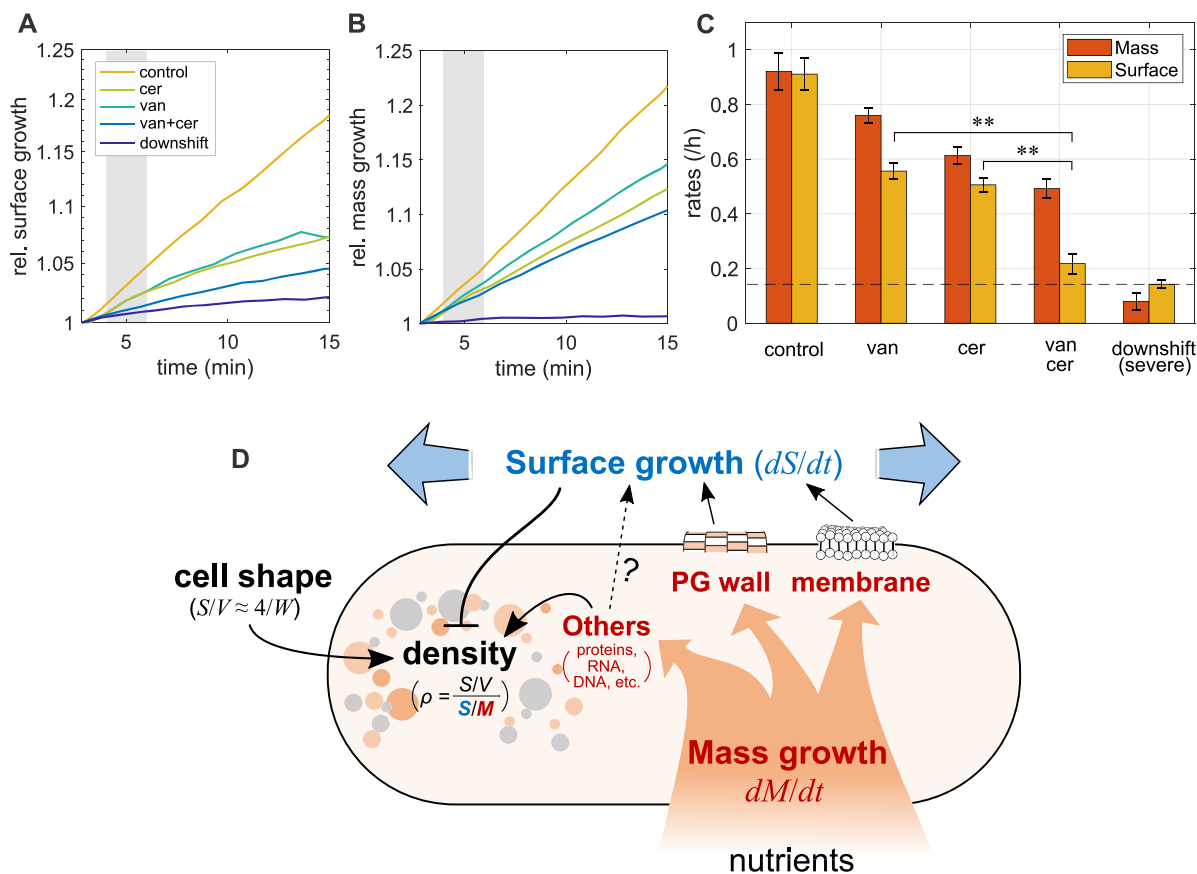 A
rel. surface growth
1.25
1.2
1.15
1.1
1.05
1
5
10
15
time (min)
control
cer
van
van+cer
downshift
B
rel. mass growth
1.25
1.2
1.15
1.1
1.05
1
5
10
15
time (min)
C
rates (/h)
1
0.8
0.6
0.4
0.2
0
Mass
Surface
**
**
control
van
cer
van
cer
downshift
(severe)
D
Surface growth (dS/dt)
cell shape
(S/V ≈ 4/W)
?
PG wall
membrane
Others
(proteins,
RNA,
DNA, etc.)
density
(ρ = S/V
S/M)
Mass growth
dM/dt
nutrients